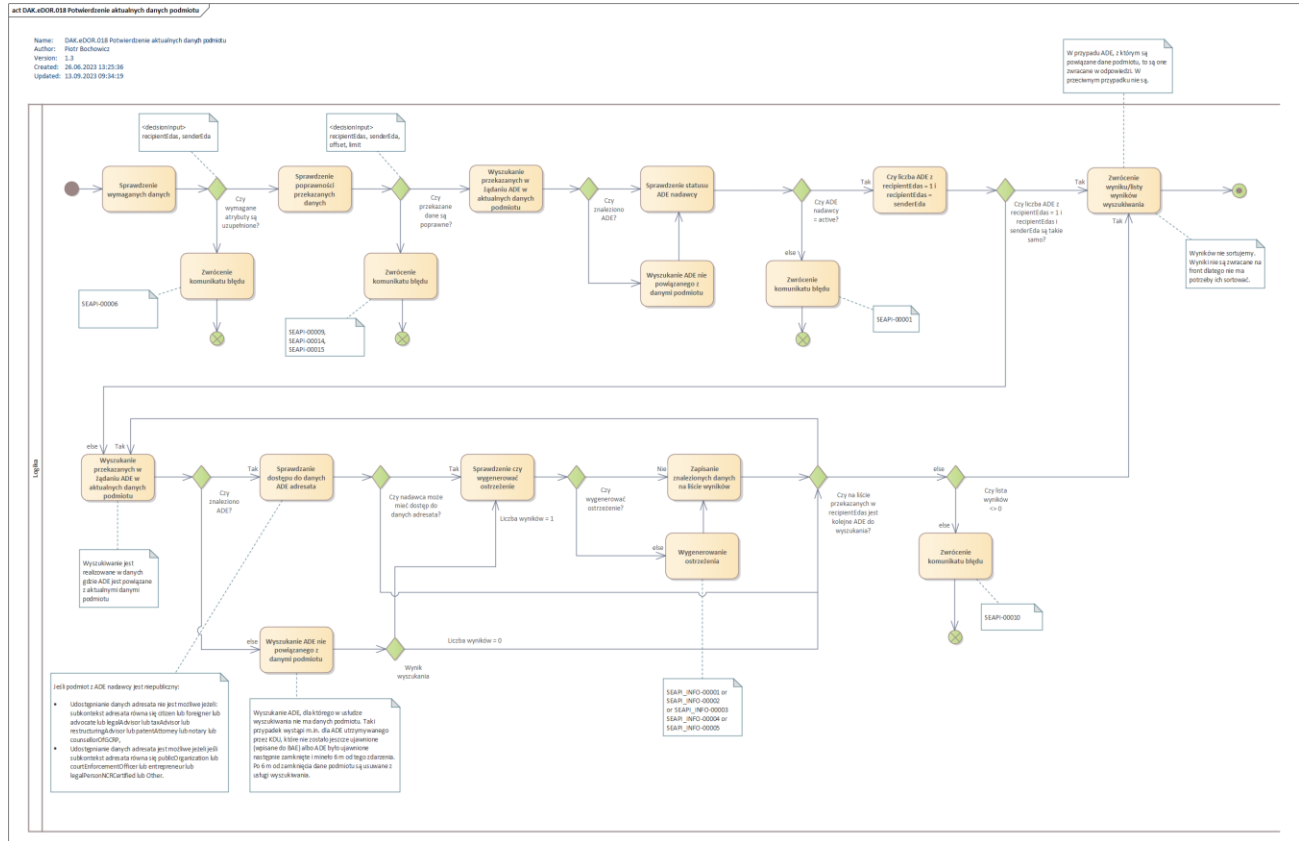 act DAK.eDOR.018 Potwierdzenie aktualnych danych podmiotu
Name: DAK.eDOR.018 Potwierdzenie aktualnych danych podmiotu
Author: Piotr Bochowicz
Version: 1.3
Created: 26.06.2023 13:25:36
Updated: 13.09.2023 09:34:19
W przypadu ADE, z którym są
powiązane dane podmiotu, to są one
zwracane w odpowiedzi. W
przeciwnym przypadku nie są.
<decisionInput>
recipientEdas, senderEda
<decisionInput>
recipientEdas, senderEda,
offset, limit
Logika
Sprawdzenie
wymaganych danych
Czy
wymagane
atrybuty są
uzupełnione?
Sprawdzenie
poprawności
przekazanych
danych
Czy
przekazane
dane są
poprawne?
Wyszukanie
przekazanych w
żądaniu ADE w
aktualnych danych
podmiotu
Czy
znaleziono
ADE?
Sprawdzenie statusu
ADE nadawcy
Czy ADE
nadawcy
= active?
Tak
Czy liczba ADE z
recipientEdas = 1 i
recipientEdas =
senderEda
Czy liczba ADE z
recipientEdas = 1 i
recipientEdas i
senderEda są takie
samo?
Tak
Zwrócenie
wyniku/listy
wyników
wyszukiwania
Tak
Wyników nie sortujemy.
Wyniki nie są zwracane na
front dlatego nie ma
potrzeby ich sortować.
Zwrócenie
komunikatu błędu
SEAPI-00006
Zwrócenie
komunikatu błędu
SEAPI-00009,
SEAPI-00014,
SEAPI-00015
Wyszukanie ADE nie
powiązanego z
danymi podmiotu
else
Zwrócenie
komunikatu błędu
SEAPI-00001
else
Tak
Wyszukanie
przekazanych w
żądaniu ADE w
aktualnych danych
podmiotu
Czy
znaleziono
ADE?
Tak
Sprawdzanie
dostępu do danych
ADE adresata
Czy nadawca może
mieć dostęp do
danych adresata?
Tak
Sprawdzenie czy
wygenerować
ostrzeżenie
Liczba wyników = 1
Czy
wygenerować
ostrzeżenie?
Nie
Zapisanie
znalezionych danych
na liście wyników
Czy na liście
przekazanych w
recipientEdas jest
kolejne ADE do
wyszukania?
else
Czy lista
wyników
<> 0
else
Zwrócenie
komunikatu błędu
SEAPI-00010
else
Wygenerowanie
ostrzeżenia
Wyszukiwanie jest
realizowane w danych
gdzie ADE jest powiązane
z aktualnymi danymi
podmiotu
else
Wyszukanie ADE nie
powiązanego z
danymi podmiotu
Liczba wyników = 0
Wynik
wyszukania
Jeśli podmiot z ADE nadawcy jest niepubliczny:
• Udostępnianie danych adresata nie jest możliwe jeżeli:
subkontekst adresata równa się citizen lub foreigner lub
advocate lub legalAdvisor lub taxAdvisor lub
restructuringAdvisor lub patentAttorney lub notary lub
counsellorOfGCRP,
• Udostępnianie danych adresata jest możliwe jeżeli jeśli
subkontekst adresata równa się publicOrganization lub
courtEnforcementOfficer lub entrepreneur lub
legalPersonNCRCertified lub Other.
Wyszukanie ADE, dla którego w usłudze
wyszukiwania nie ma danych podmiotu. Taki
przypadek wystąpi m.in. dla ADE utrzymywanego
przez KDU, które nie zostało jeszcze ujawnione
(wpisane do BAE) albo ADE było ujawnione
następnie zamknięte i mineło 6 m od tego zdarzenia.
Po 6 m od zamknięcia dane podmiotu są usuwane z
usługi wyszukiwania.
SEAPI_INFO-00001 or
SEAPI_INFO-00002
or SEAPI_INFO-00003
SEAPI_INFO-00004 or
SEAPI_INFO-00005